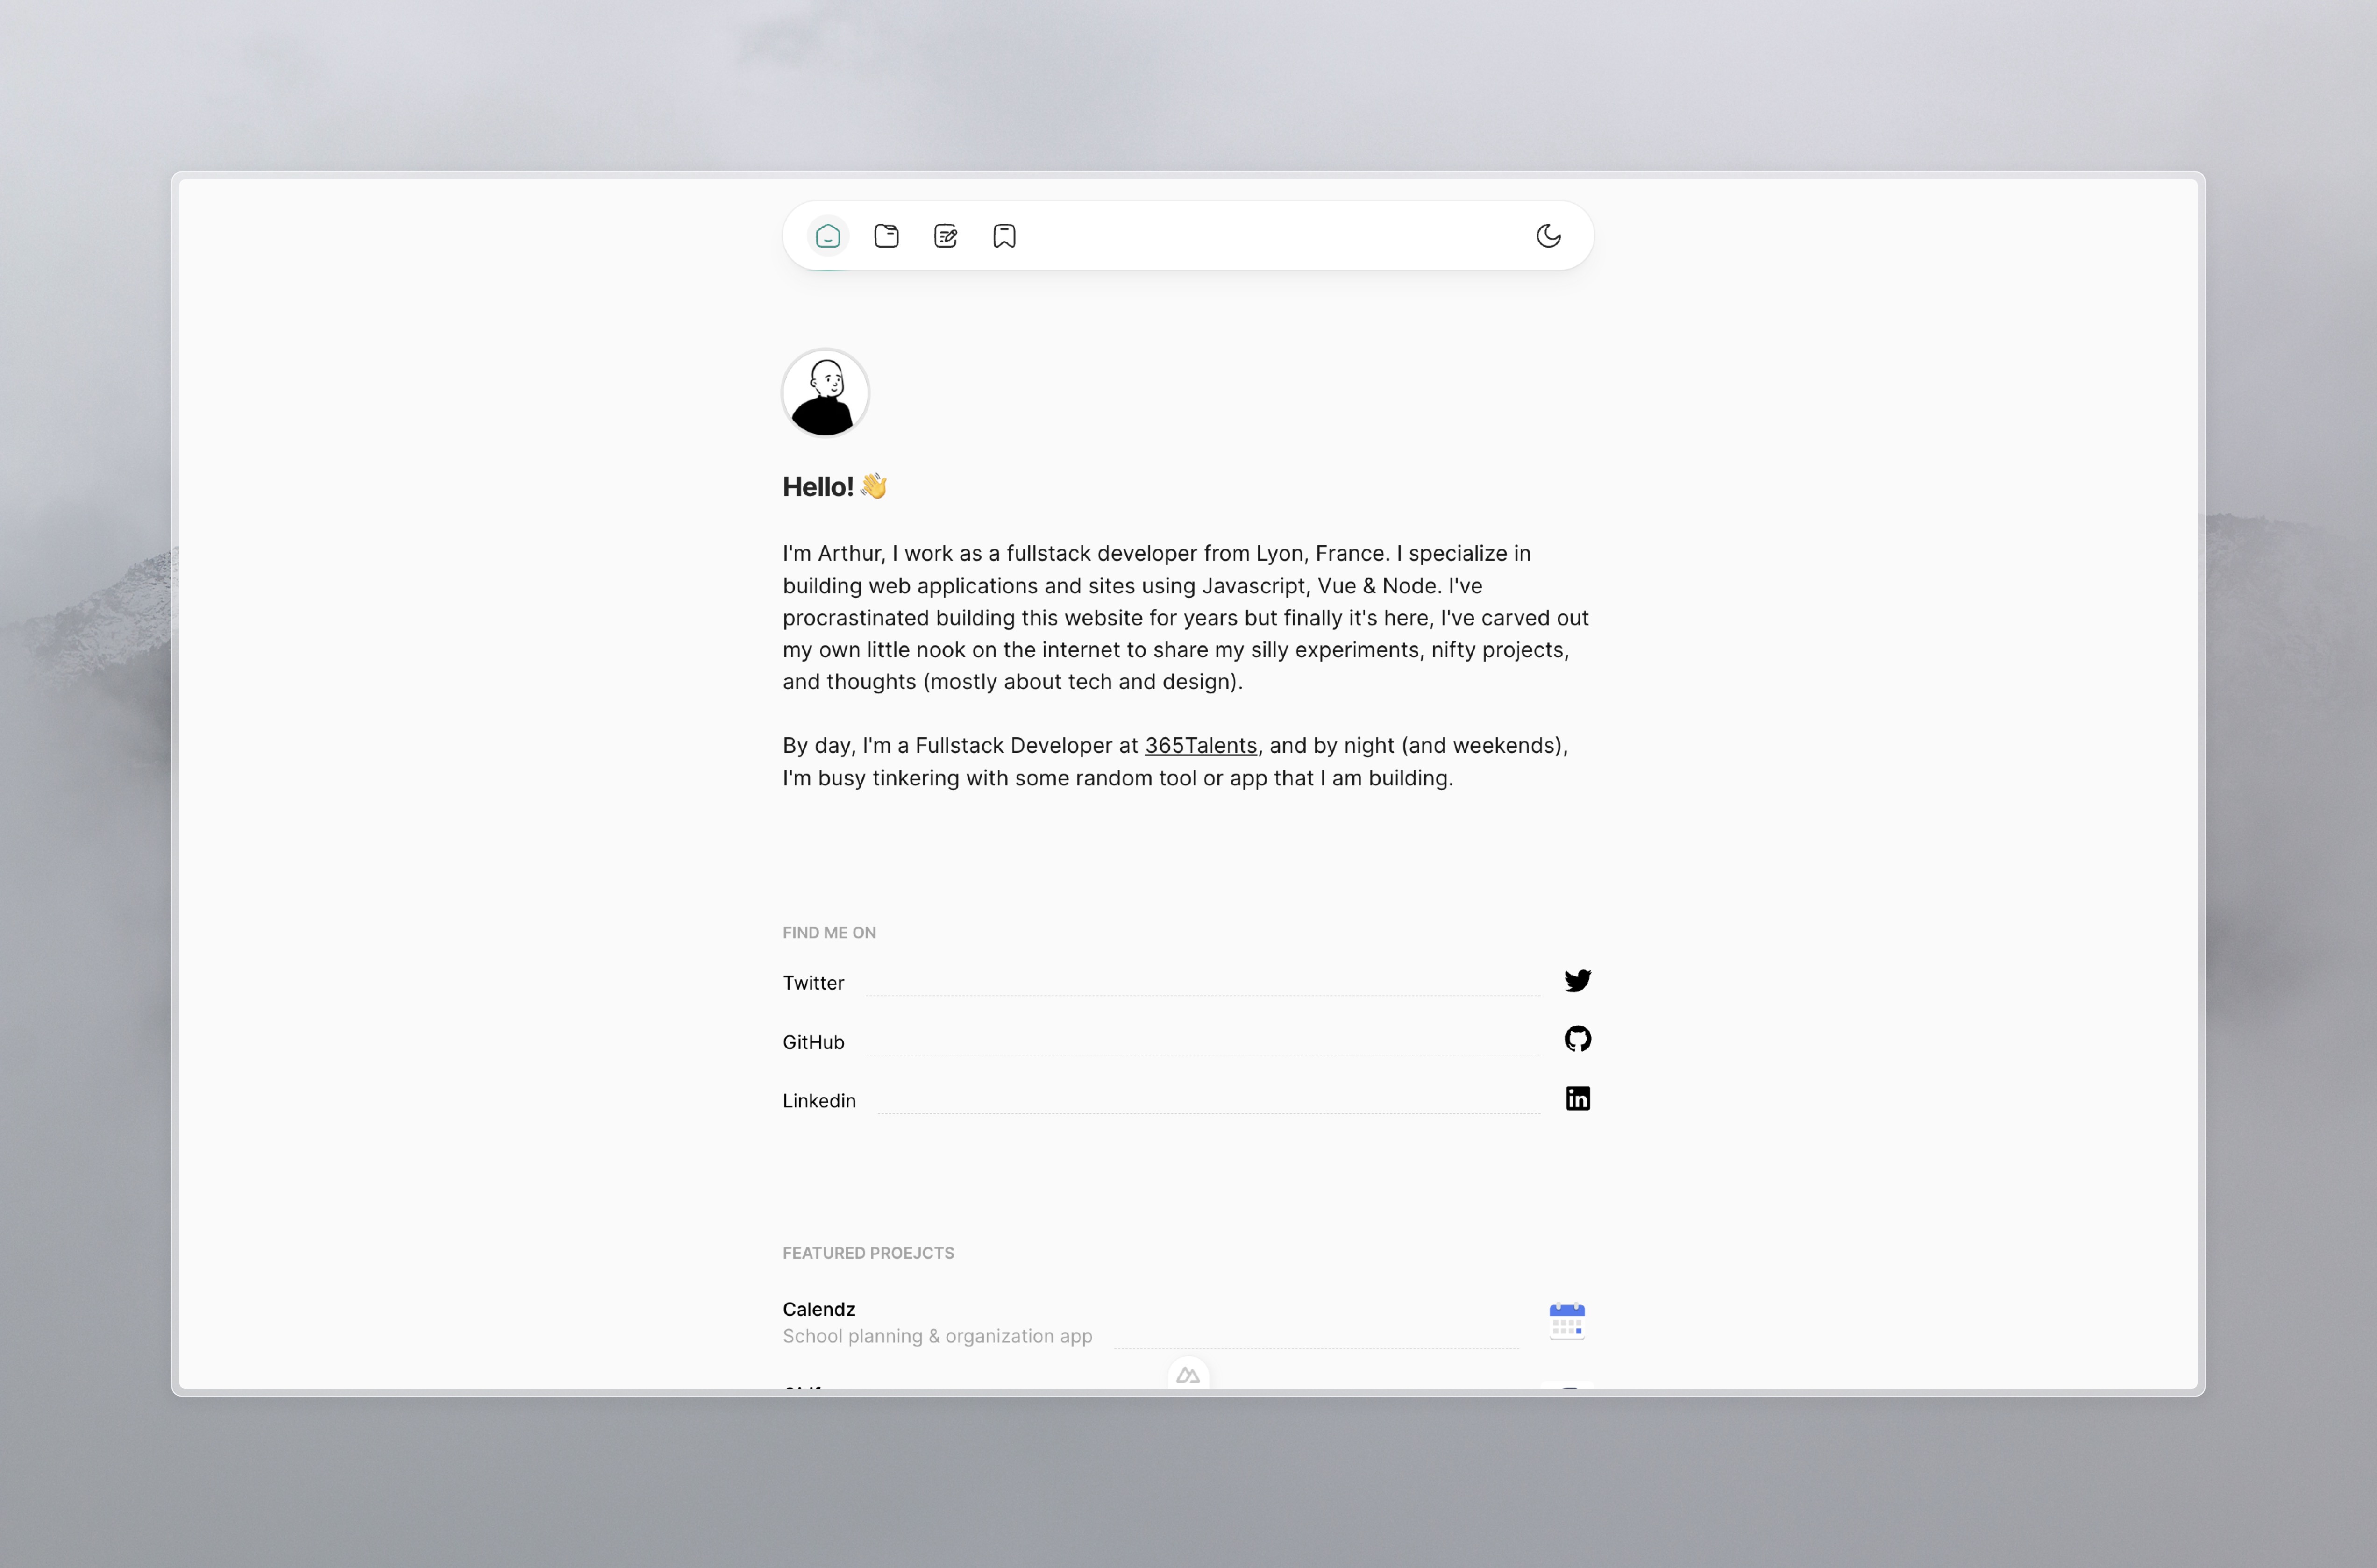 Hello! 👋
I'm Arthur, I work as a fullstack developer from Lyon, France. I specialize in
building web applications and sites using Javascript, Vue & Node. I've
procrastinated building this website for years but finally it's here, I've carved out
my own little nook on the internet to share my silly experiments, nifty projects,
and thoughts (mostly about tech and design).
By day, I'm a Fullstack Developer at 365Talents, and by night (and weekends),
I'm busy tinkering with some random tool or app that I am building.
FIND ME ON
Twitter
GitHub
Linkedin
FEATURED PROEJCTS
Calendz
School planning & organization app